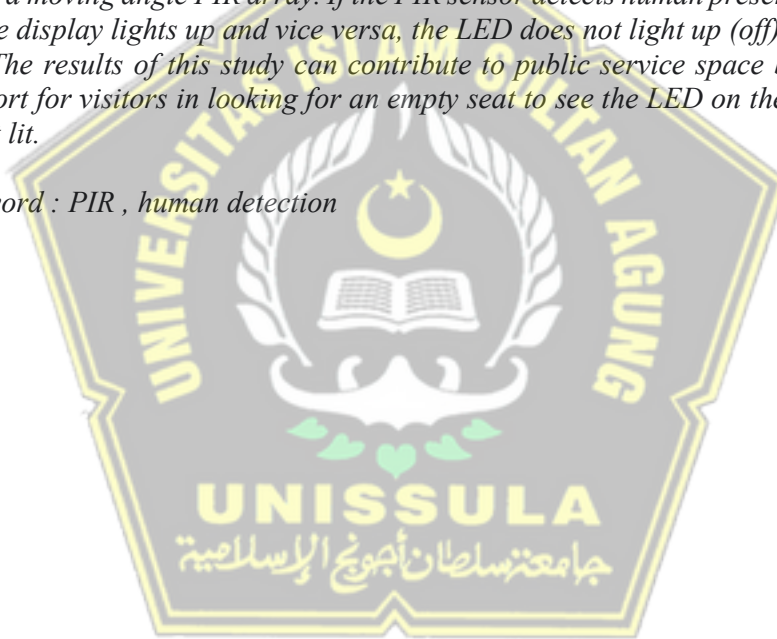 a moving angle PIR array. If the PIR sensor detects human presen
e display lights up and vice versa, the LED does not light up (off)
The results of this study can contribute to public service space
ort for visitors in looking for an empty seat to see the LED on tha
lit.
ord : PIR , human detection
UNIVERSITAS ISLAM SULTAN AGUNG
UNISSULA
جامعتنسلطان أجونج الإسلامية